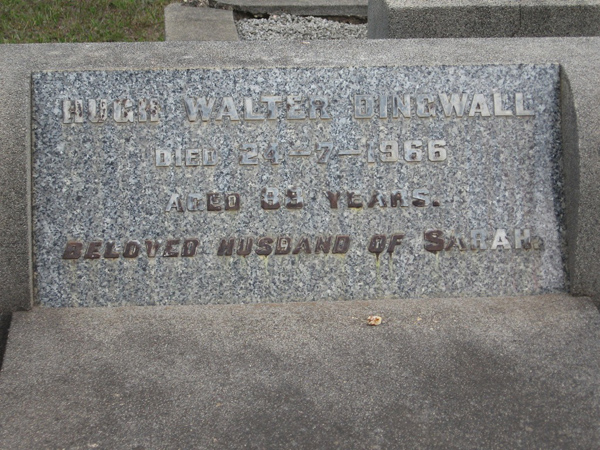 HUGH WALTER DINGWALL
DIED 24-7-1966
AGED YEARS.
BELOVED HUSBAND OF SARAH.